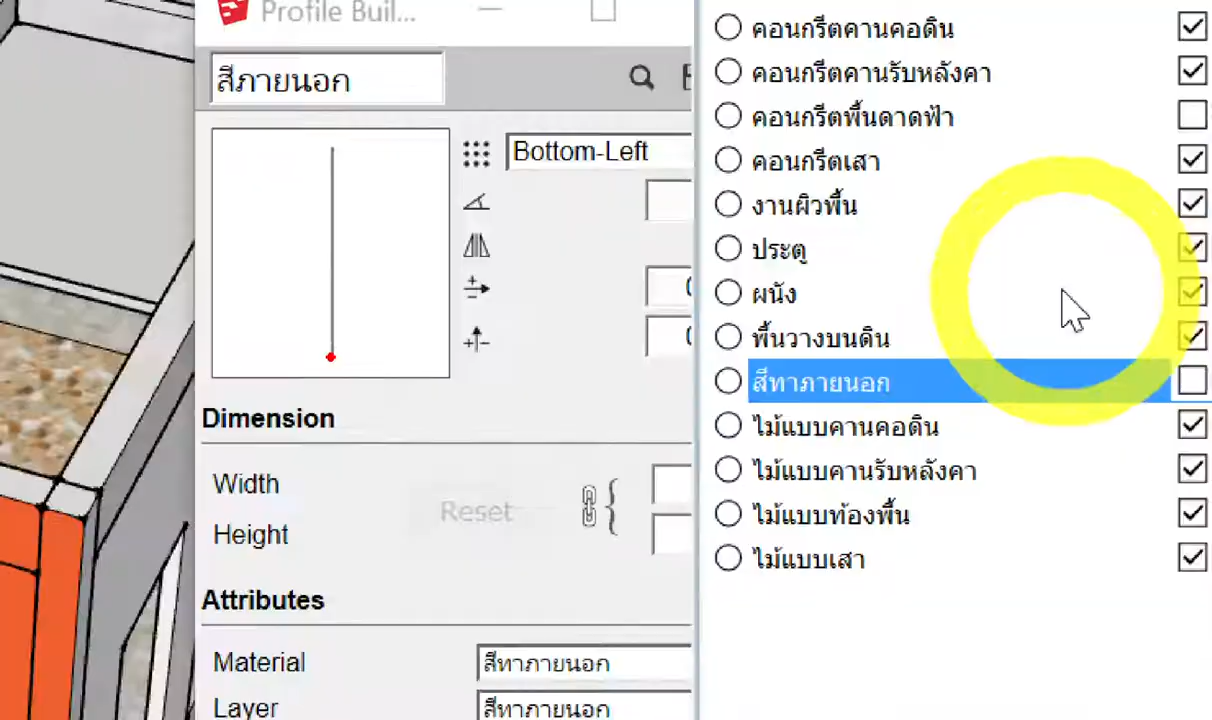 Profile Buil...
สีภายนอก
Bottom-Left
Dimension
Width
Reset
Height
Attributes
Material
สีทาภายนอก
Layer
สีทาภายนอก
คอนกรีตคานคอดิน
คอนกรีตคานรับหลังคา
คอนกรีตพื้นดาดฟ้า
คอนกรีตเสา
งานผิวพื้น
ประตู
ผนัง
พื้นวางบนดิน
สีทาภายนอก
ไม้แบบคานคอดิน
ไม้แบบคานรับหลังคา
ไม้แบบท้องพื้น
ไม้แบบเสา